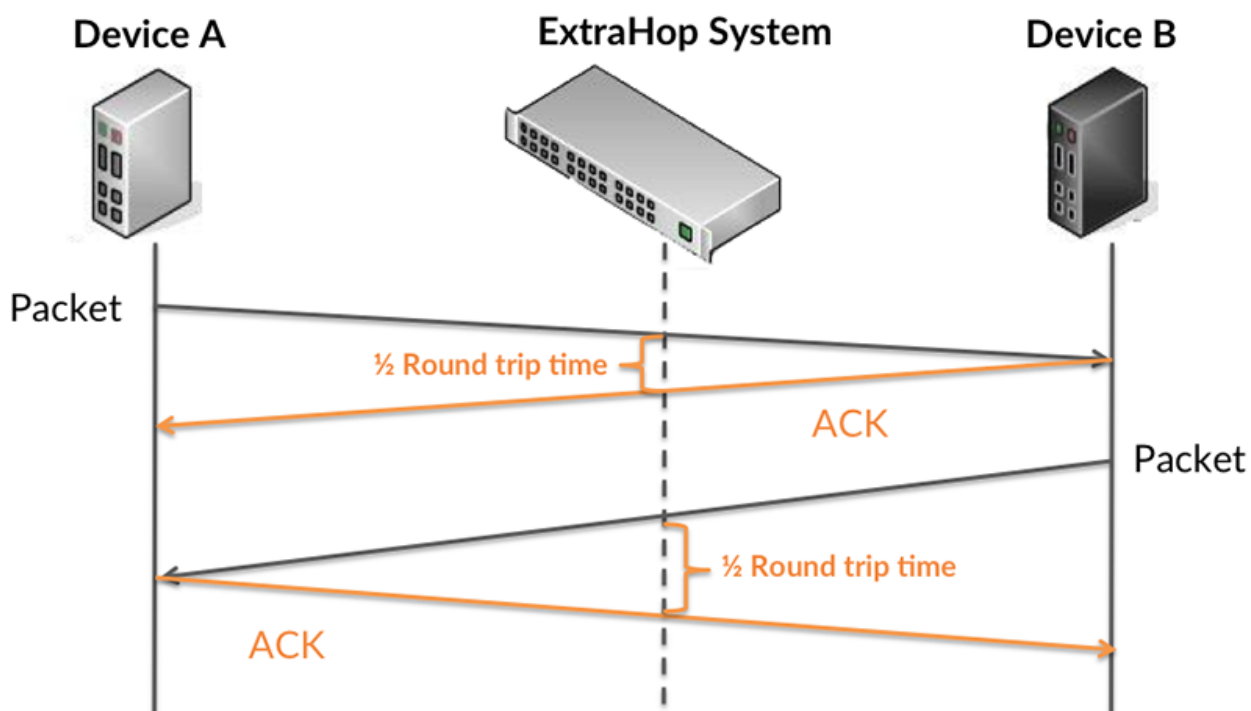 Device A
ExtraHop System
Device B
Packet
½ Round trip time
ACK
Packet
½ Round trip time
ACK